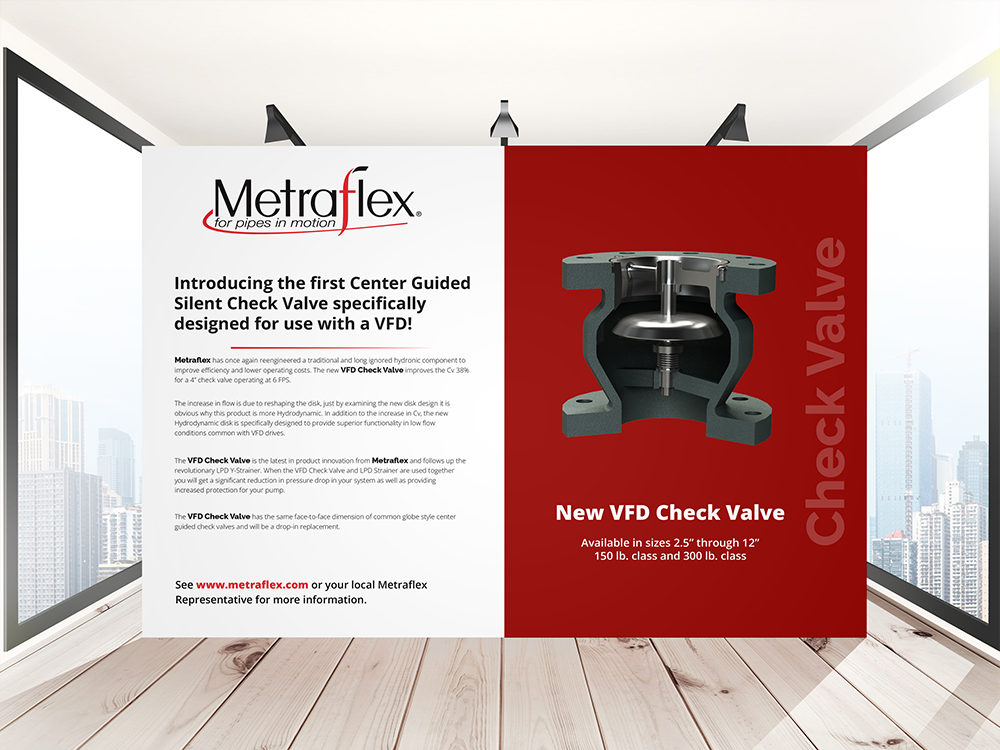 Metraflex®
for pipes in motion
Introducing the first Center Guided
Silent Check Valve specifically
designed for use with a VFD!
Metraflex has once again reengineered a traditional and long ignored hydronic component to
improve efficiency and lower operating costs. The new VFD Check Valve improves the Cv 38%
for a 4" check valve operating at 6 FPS.
The increase in flow is due to reshaping the disk, just by examining the new disk design it is
obvious why this product is more Hydrodynamic. In addition to the increase in Cv, the new
Hydrodynamic disk is specifically designed to provide superior functionality in low flow
conditions common with VFD drives.
The VFD Check Valve is the latest in product innovation from Metraflex and follows up the
revolutionary LPD Y-Strainer. When the VFD Check Valve and LPD Strainer are used together
you will get a significant reduction in pressure drop in your system as well as providing
increased protection for your pump.
The VFD Check Valve has the same face-to-face dimension of common globe style center
guided check valves and will be a drop-in replacement.
See www.metraflex.com or your local Metraflex
Representative for more information.
Check Valve
New VFD Check Valve
Available in sizes 2.5” through 12”
150 lb. class and 300 lb. class